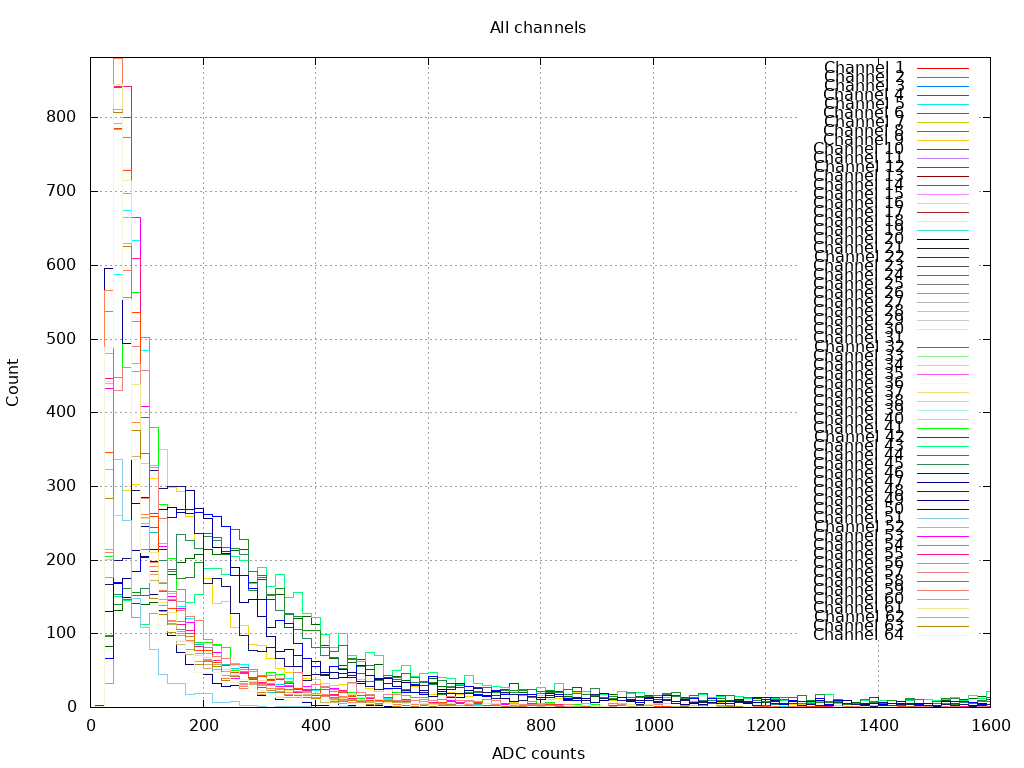 All channels
Channel 1
Channel 2
Channel 3
Channel 4
Channel 5
Channel 6
Channel 7
Channel 8
Channel 9
Channel 10
Channel 11
Channel 12
Channel 13
Channel 14
Channel 15
Channel 16
Channel 17
Channel 18
Channel 19
Channel 20
Channel 21
Channel 22
Channel 23
Channel 24
Channel 25
Channel 26
Channel 27
Channel 28
Channel 29
Channel 30
Channel 31
Channel 32
Channel 33
Channel 34
Channel 35
Channel 36
Channel 37
Channel 38
Channel 39
Channel 40
Channel 41
Channel 42
Channel 43
Channel 44
Channel 45
Channel 46
Channel 47
Channel 48
Channel 49
Channel 50
Channel 51
Channel 52
Channel 53
Channel 54
Channel 55
Channel 56
Channel 57
Channel 58
Channel 59
Channel 60
Channel 61
Channel 62
Channel 63
Channel 64
800
700
600
500
400
300
200
100
0
Count
0 200 400 600 800 1000 1200 1400 1600
ADC counts